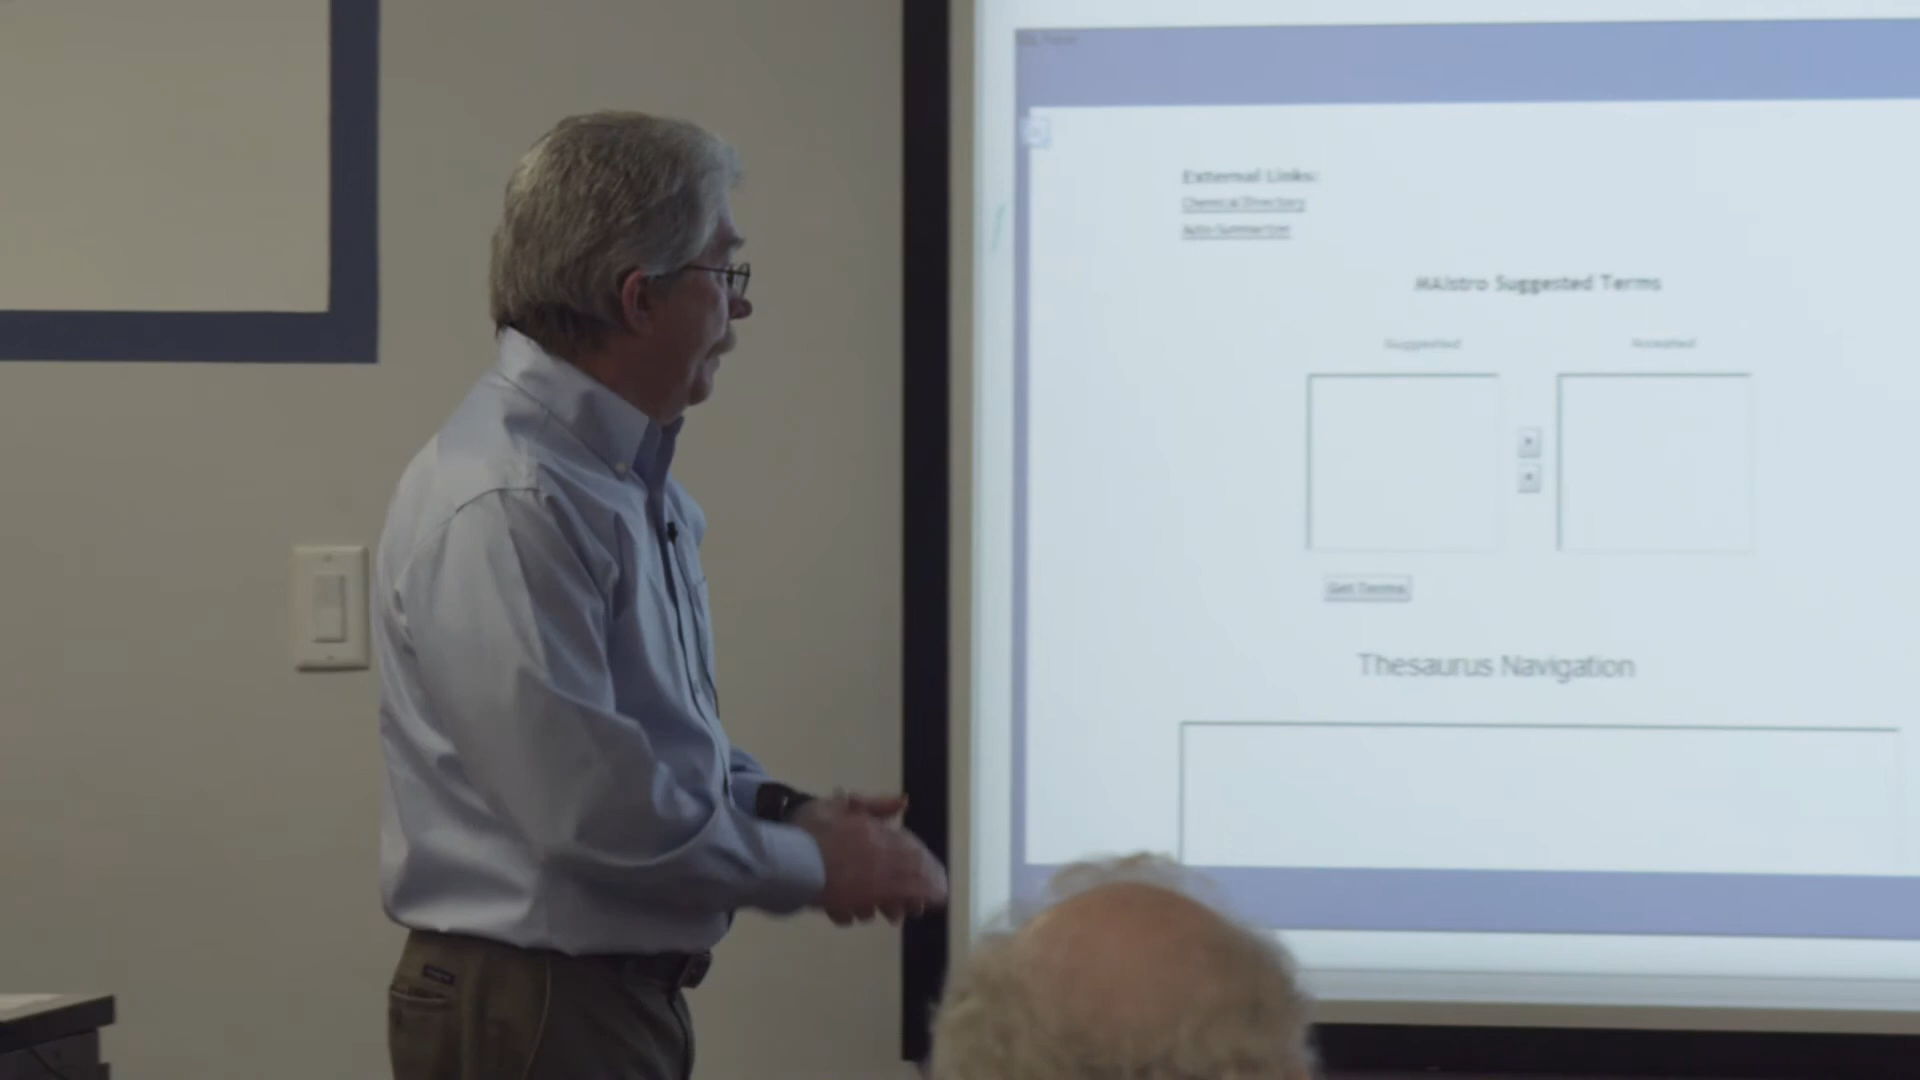 External Links:
Chemical Directory
Auto-Summarizer
MAIstro Suggested Terms
Suggested
Accepted
Get Terms
Thesaurus Navigation